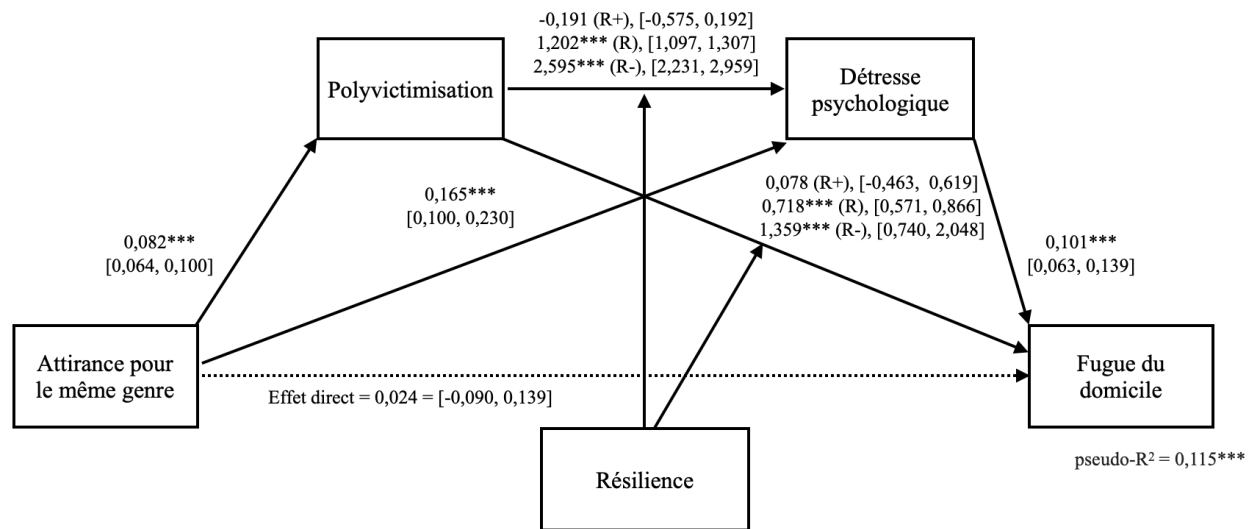 -0,191 (R+), [-0,575, 0,192]
1,202*** (R), [1,097, 1,307]
2,595*** (R-), [2,231, 2,959]
Polyvictimisation
Détresse
psychologique
0,165***
[0,100, 0,230]
0,078 (R+), [-0,463, 0,619]
0,718*** (R), [0,571, 0,866]
1,359*** (R-), [0,740, 2,048]
0,082***
[0,064, 0,100]
0,101***
[0,063, 0,139]
Attirance pour
le même genre
Effet direct = 0,024 = [-0,090, 0,139]
Fugue du
domicile
Résilience
pseudo-R² = 0,115***